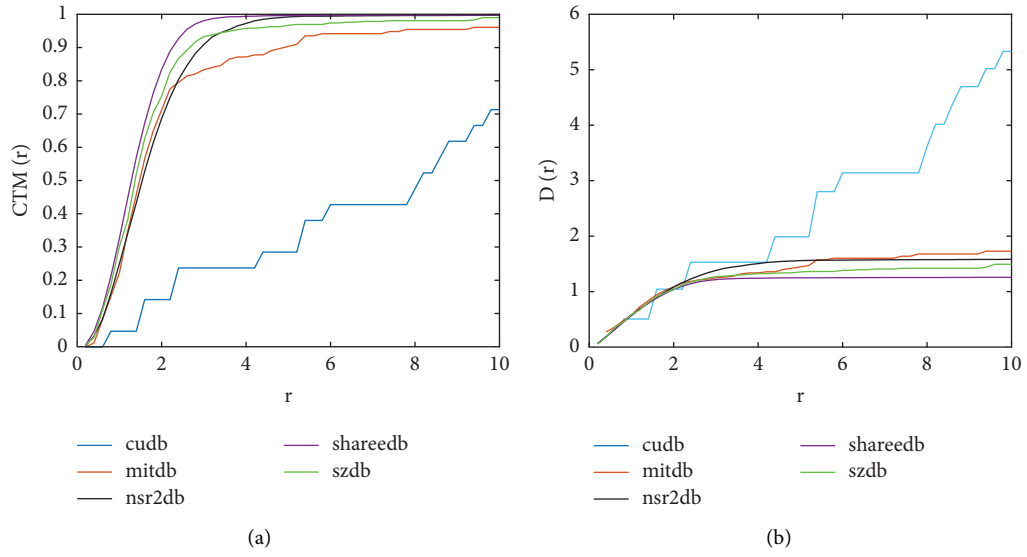 1
0.9
0.8
0.7
0.6
0.5
0.4
0.3
0.2
0.1
0
CTM (r)
0 2 4 6 8 10
r
cudb
mitdb
nsr2db
shareedb
szdb
(a)
6
5
4
3
2
1
0
D (r)
0 2 4 6 8 10
r
cudb
mitdb
nsr2db
shareedb
szdb
(b)